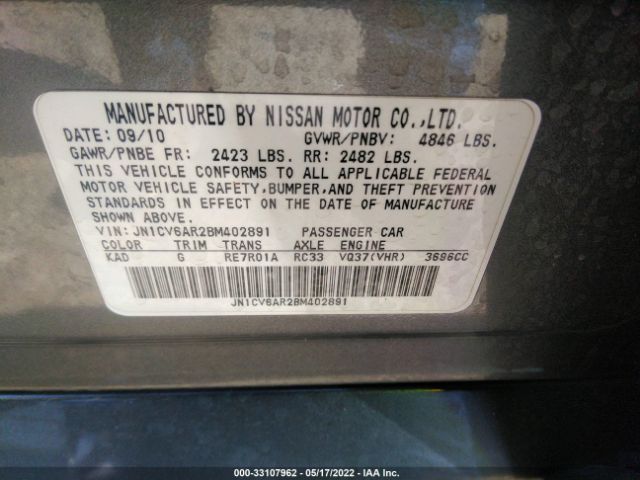 MANUFACTURED BY NISSAN MOTOR CO.,LTD.
DATE: 09/10 GVWR/PNBV: 4846 LBS.
GAWR/PNBE FR: 2423 LBS. RR: 2482 LBS.
THIS VEHICLE CONFORMS TO ALL APPLICABLE FEDERAL
MOTOR VEHICLE SAFETY,BUMPER,AND THEFT PREVENTION
STANDARDS IN EFFECT ON THE DATE OF MANUFACTURE
SHOWN ABOVE.
VIN: JN1CV6AR2BM402891 PASSENGER CAR
COLOR TRIM TRANS AXLE ENGINE
KAD G RE7R01A RC33 VQ37(VHR) 3696CC
JN1CV6AR2BM402891
000-33107962 - 05/17/2022 - IAA Inc.